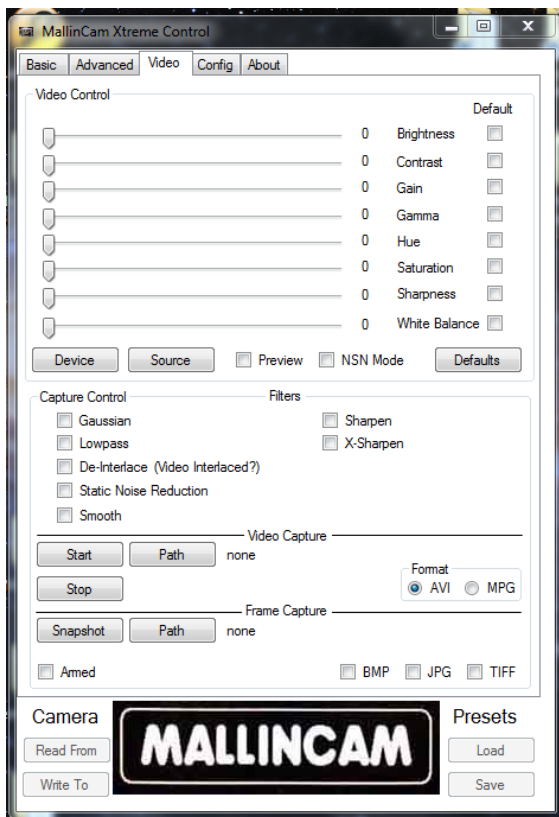 MallinCam Xtreme Control
Basic Advanced Video Config About
Video Control
Default
0 Brightness
0 Contrast
0 Gain
0 Gamma
0 Hue
0 Saturation
0 Sharpness
0 White Balance
Device Source Preview NSN Mode Defaults
Capture Control Filters
Gaussian Sharpen
Lowpass X-Sharpen
De-Interlace (Video Interlaced?)
Static Noise Reduction
Smooth
Video Capture
Start Path none
Format
Stop AVI MPG
Frame Capture
Snapshot Path none
Armed BMP JPG TIFF
Camera MALLINCAM Presets
Read From Load
Write To Save